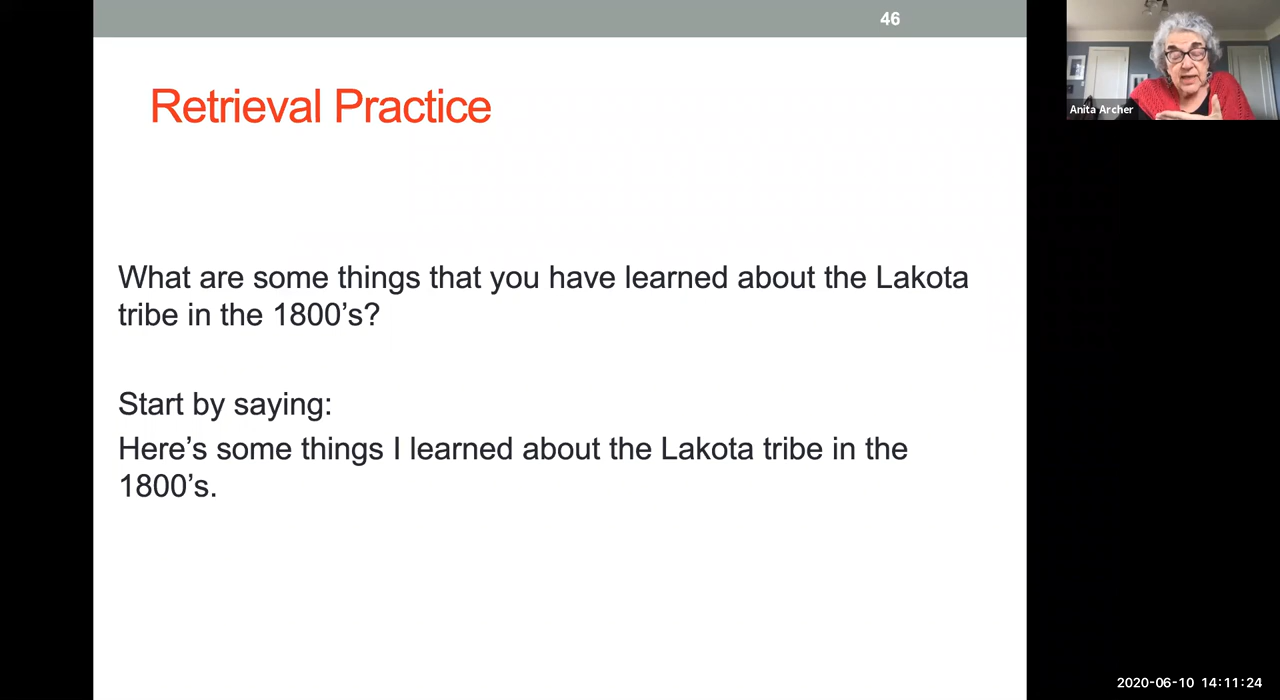 46
Retrieval Practice
Anita Archer
What are some things that you have learned about the Lakota
tribe in the 1800’s?
Start by saying:
Here’s some things I learned about the Lakota tribe in the
1800’s.
2020-06-10 14:11:24